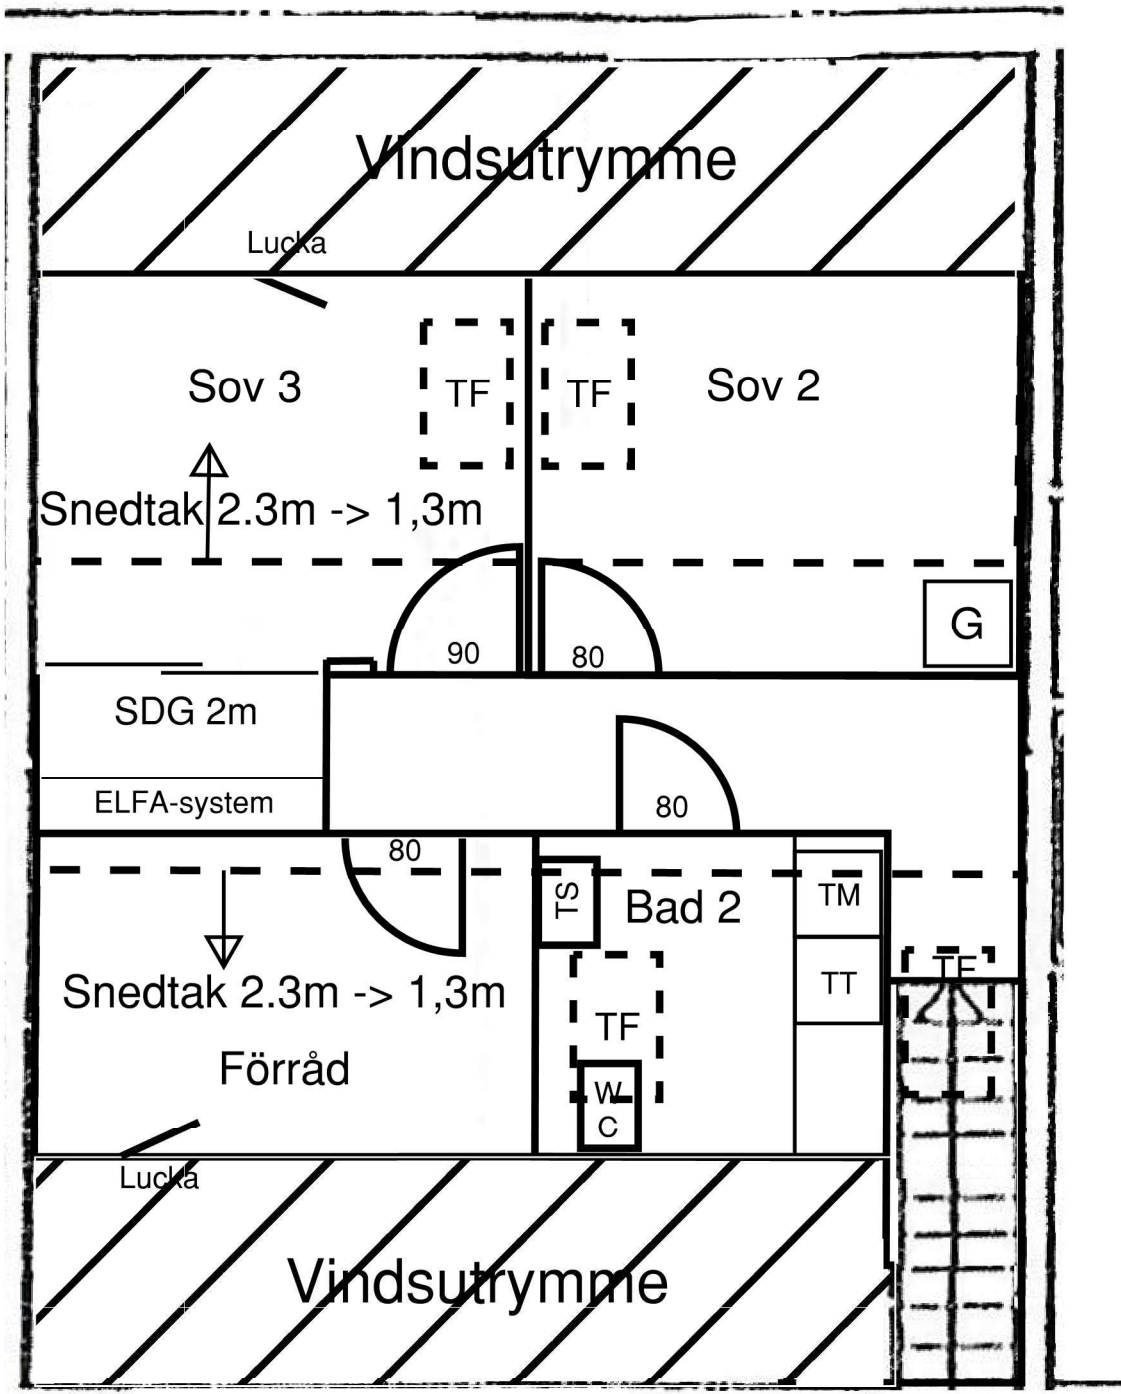 Vindsutrymme
Lucka
Sov 3
TF
TF
Sov 2
Snedtak 2.3m -> 1,3m
90
80
G
SDG 2m
ELFA-system
80
80
TS
Bad 2
TM
TF
TT
Snedtak 2.3m -> 1,3m
TF
Förråd
W
C
Lucka
Vindsutrymme